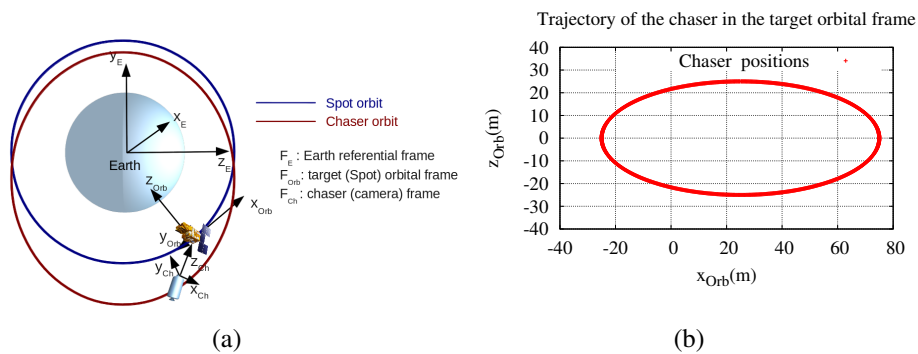 y_E
x_E
Earth
z_E
z_Orb
x_Orb
y_Orb
y_Ch
z_Ch
x_Ch
Spot orbit
Chaser orbit
F_E : Earth referential frame
F_Orb: target (Spot) orbital frame
F_Ch: chaser (camera) frame
(a)
Trajectory of the chaser in the target orbital frame
Chaser positions
z_Orb(m)
40
30
20
10
0
-10
-20
-30
-40
-40 -20 0 20 40 60 80
x_Orb(m)
(b)